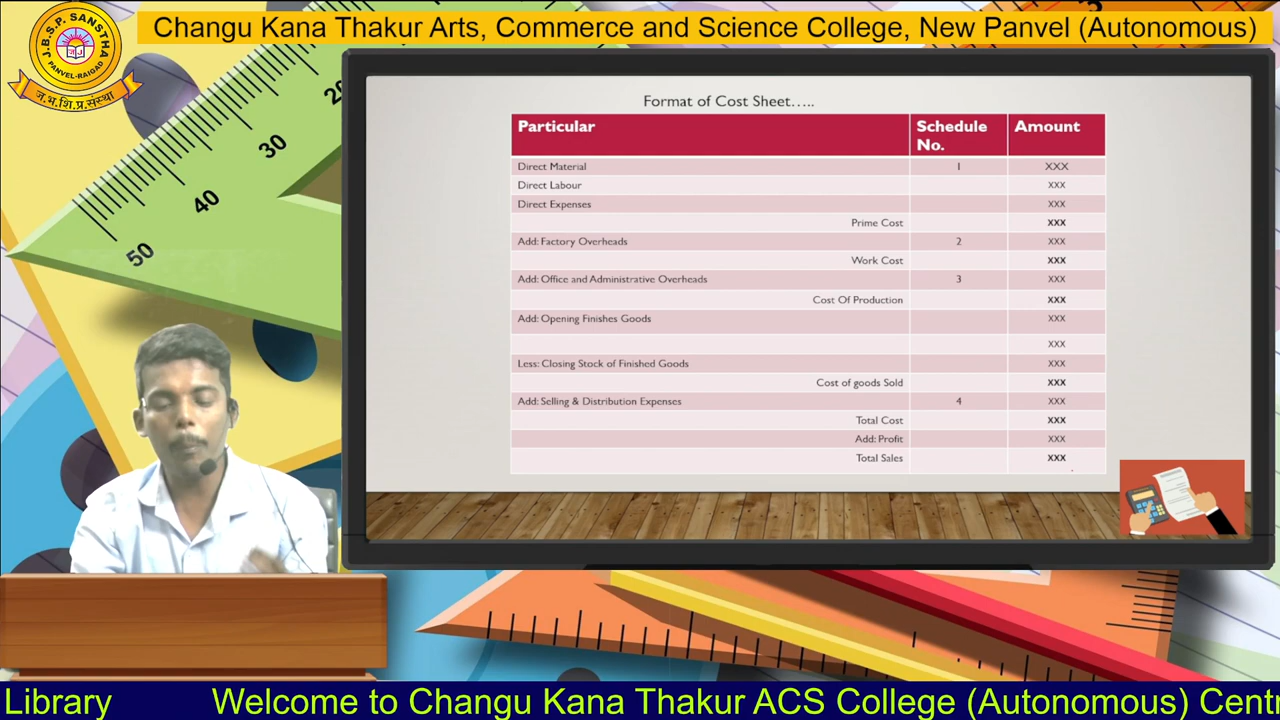 Changu Kana Thakur Arts, Commerce and Science College, New Panvel (Autonomous)
J.B.S.P. SANSTHA
PANVEL-RAIGAD
ज.भ.शि.प्र.संस्था
30
40
50
Format of Cost Sheet.....
Particular Schedule No. Amount
Direct Material 1 XXX
Direct Labour XXX
Direct Expenses XXX
Prime Cost XXX
Add: Factory Overheads 2 XXX
Work Cost XXX
Add: Office and Administrative Overheads 3 XXX
Cost Of Production XXX
Add: Opening Finishes Goods XXX
XXX
Less: Closing Stock of Finished Goods XXX
Cost of goods Sold XXX
Add: Selling & Distribution Expenses 4 XXX
Total Cost XXX
Add: Profit XXX
Total Sales XXX
Library Welcome to Changu Kana Thakur ACS College (Autonomous) Cent